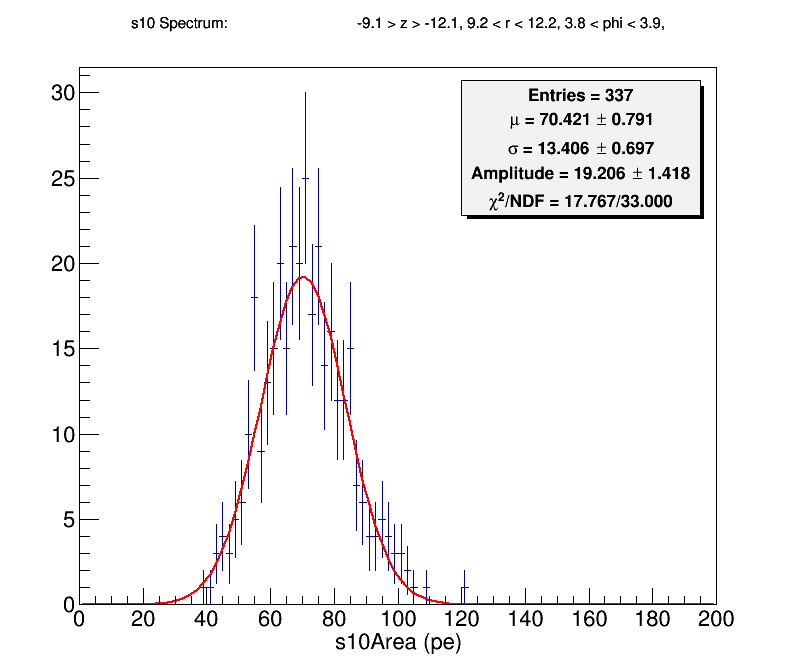 s10 Spectrum: -9.1 > z > -12.1, 9.2 < r < 12.2, 3.8 < phi < 3.9,
Entries = 337
μ = 70.421 ± 0.791
σ = 13.406 ± 0.697
Amplitude = 19.206 ± 1.418
χ²/NDF = 17.767/33.000
30
25
20
15
10
5
0
0 20 40 60 80 100 120 140 160 180 200
s10Area (pe)